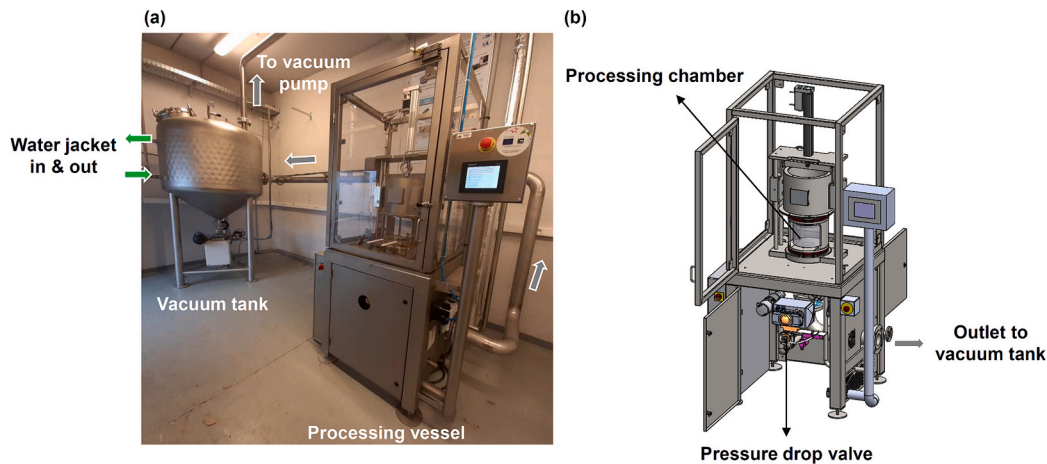 (a)
To vacuum
pump
Water jacket
in & out
Vacuum tank
Processing vessel
(b)
Processing chamber
Outlet to
vacuum tank
Pressure drop valve